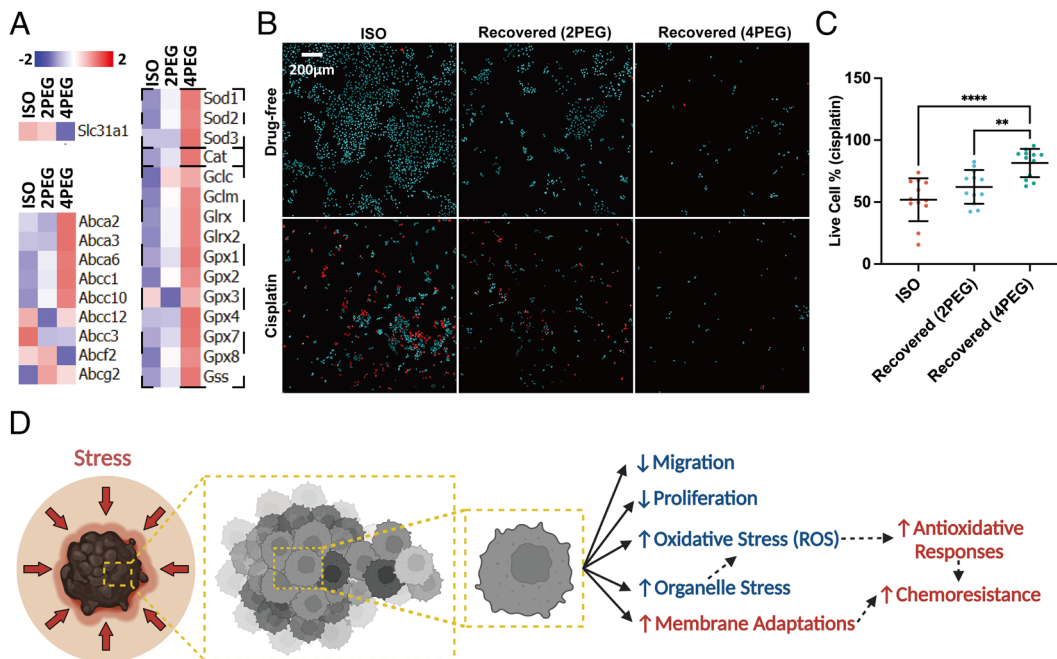 A
-2 2
ISO 2PEG 4PEG
Slc31a1
Abca2
Abca3
Abca6
Abcc1
Abcc10
Abcc12
Abcc3
Abcf2
Abcg2
ISO 2PEG 4PEG
Sod1
Sod2
Sod3
Cat
Gclc
Gclm
Glrx
Glrx2
Gpx1
Gpx2
Gpx3
Gpx4
Gpx7
Gpx8
Gss
B
ISO Recovered (2PEG) Recovered (4PEG)
200μm
Drug-free
Cisplatin
C
Live Cell % (cisplatin)
150
100
50
0
****
**
ISO
Recovered (2PEG)
Recovered (4PEG)
D
Stress
↓ Migration
↓ Proliferation
↑ Oxidative Stress (ROS)
↑ Organelle Stress
↑ Membrane Adaptations
↑ Antioxidative
Responses
↑ Chemoresistance